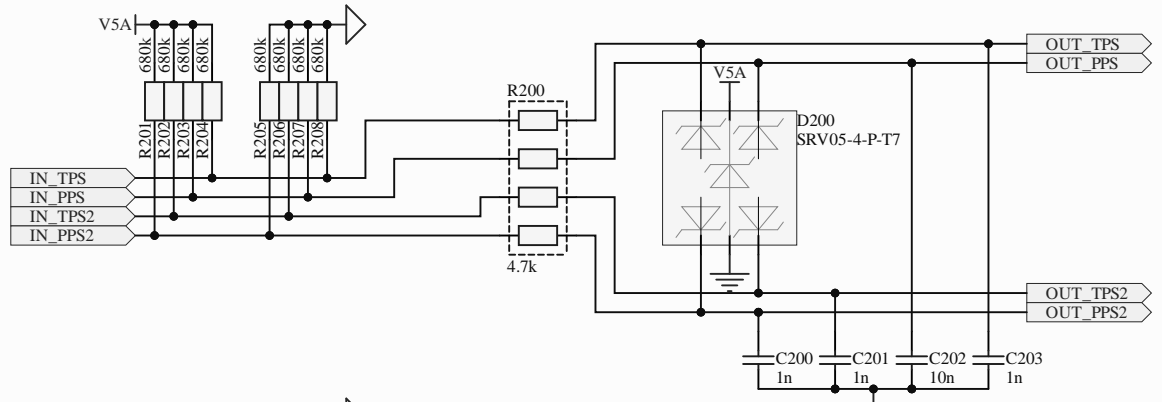 V5A
680k
680k
680k
680k
680k
680k
680k
680k
R201
R202
R203
R204
R205
R206
R207
R208
IN_TPS
IN_PPS
IN_TPS2
IN_PPS2
R200
4.7k
V5A
D200
SRV05-4-P-T7
OUT_TPS
OUT_PPS
OUT_TPS2
OUT_PPS2
C200
1n
C201
1n
C202
10n
C203
1n